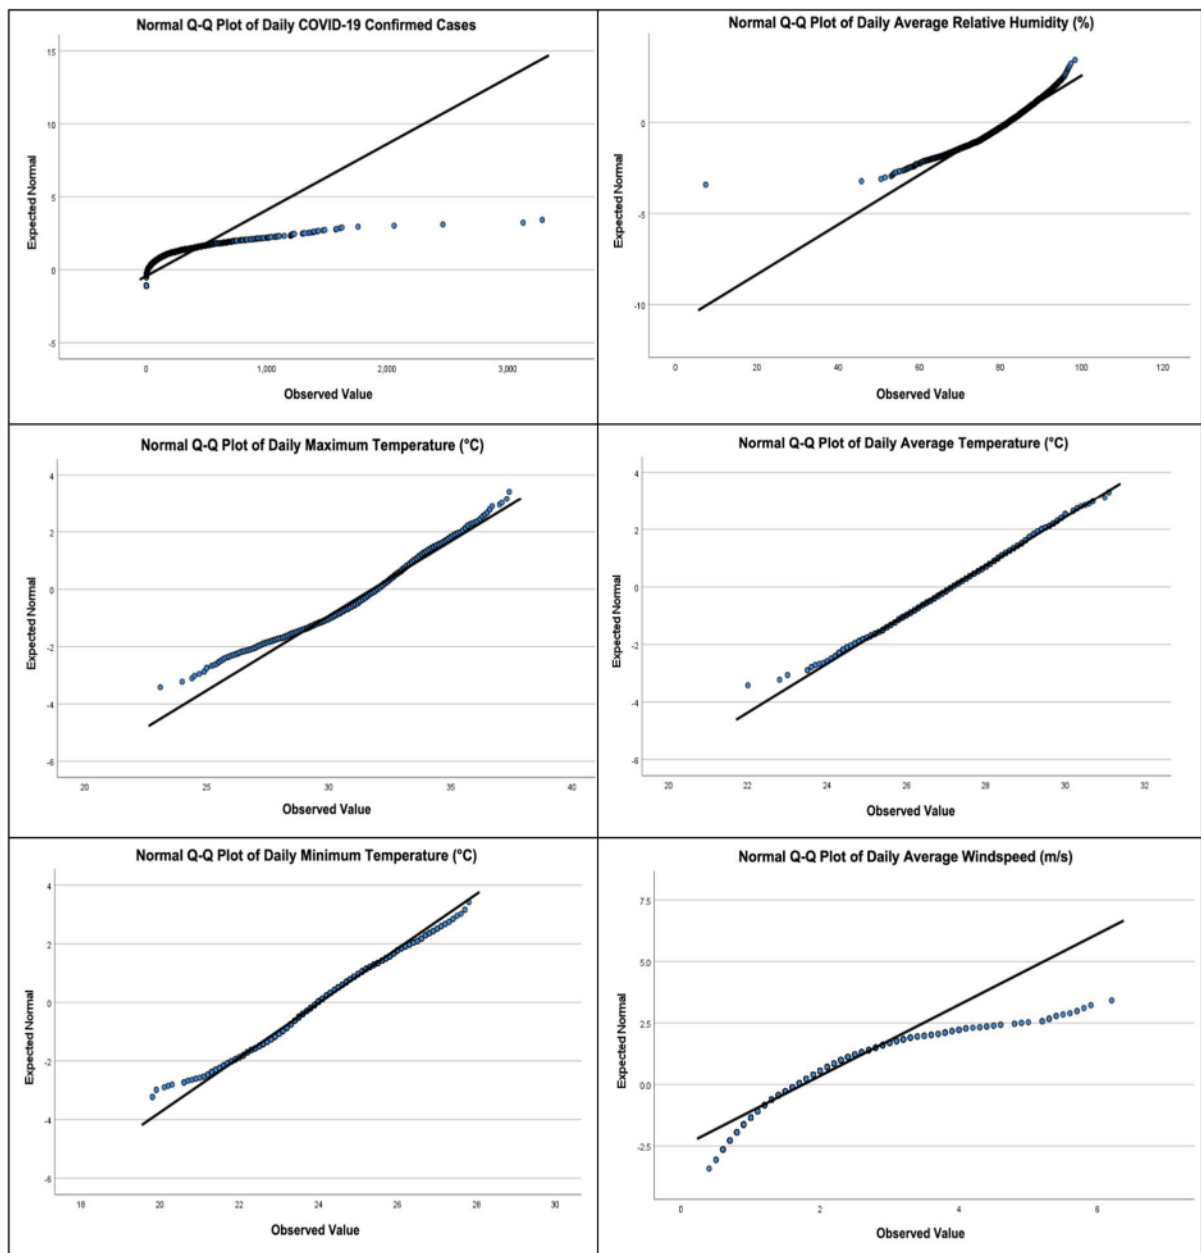 Normal Q-Q Plot of Daily COVID-19 Confirmed Cases
15
10
5
0
-5
Expected Normal
0 1,000 2,000 3,000
Observed Value
Normal Q-Q Plot of Daily Average Relative Humidity (%)
0
-5
-10
Expected Normal
0 20 40 60 80 100 120
Observed Value
Normal Q-Q Plot of Daily Maximum Temperature (°C)
4
2
0
-2
-4
-6
Expected Normal
20 25 30 35 40
Observed Value
Normal Q-Q Plot of Daily Average Temperature (°C)
4
2
0
-2
-4
-6
Expected Normal
20 22 24 26 28 30 32
Observed Value
Normal Q-Q Plot of Daily Minimum Temperature (°C)
4
2
0
-2
-4
-6
Expected Normal
18 20 22 24 26 28 30
Observed Value
Normal Q-Q Plot of Daily Average Windspeed (m/s)
7.5
5.0
2.5
0.0
-2.5
Expected Normal
0 2 4 6
Observed Value